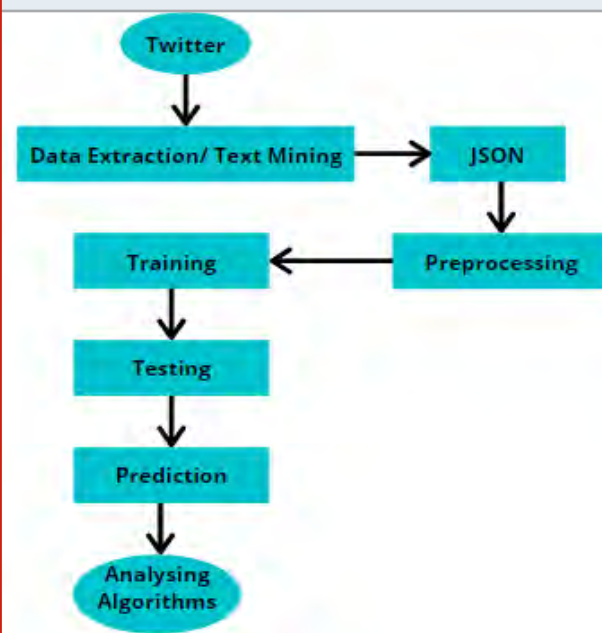 Twitter
Data Extraction/ Text Mining
JSON
Preprocessing
Training
Testing
Prediction
Analysing
Algorithms